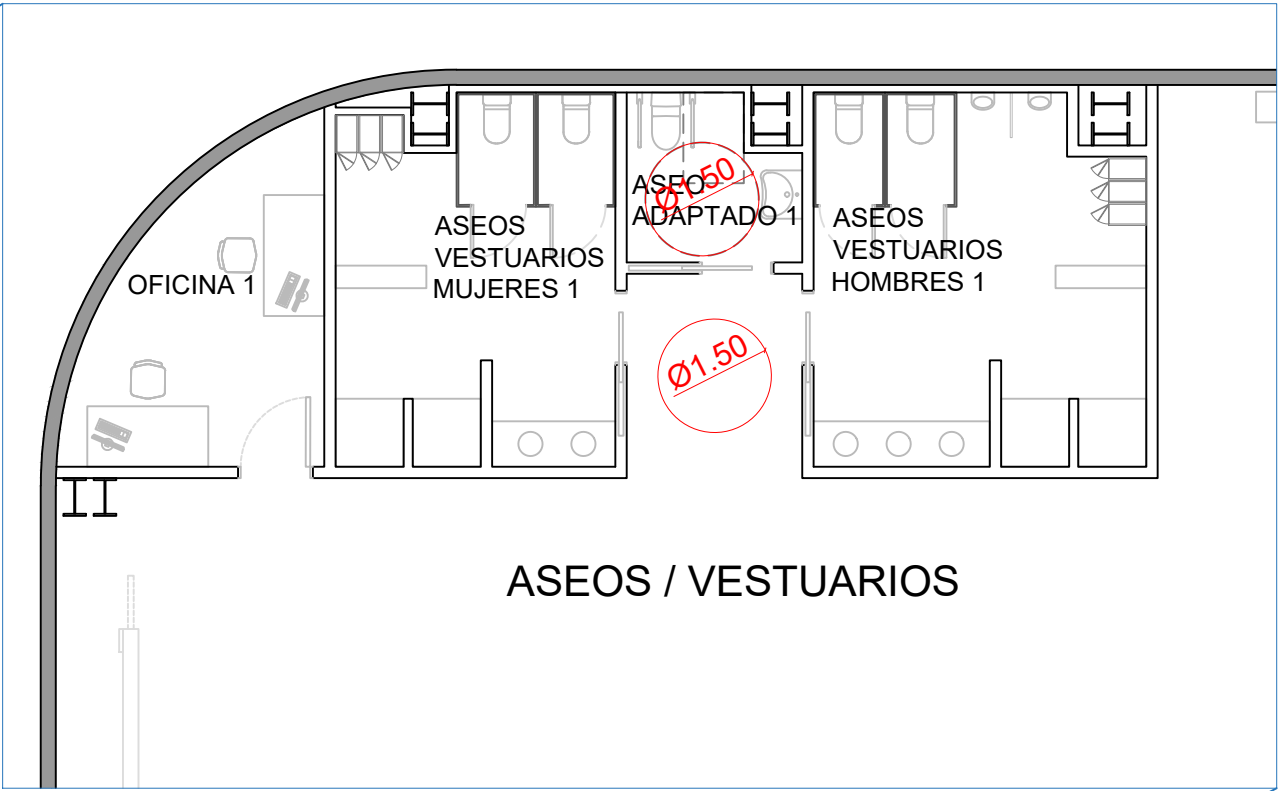 Ø1.50
ASEO
ADAPTADO 1
ASEOS
VESTUARIOS
MUJERES 1
ASEOS
VESTUARIOS
HOMBRES 1
OFICINA 1
Ø1.50
ASEOS / VESTUARIOS